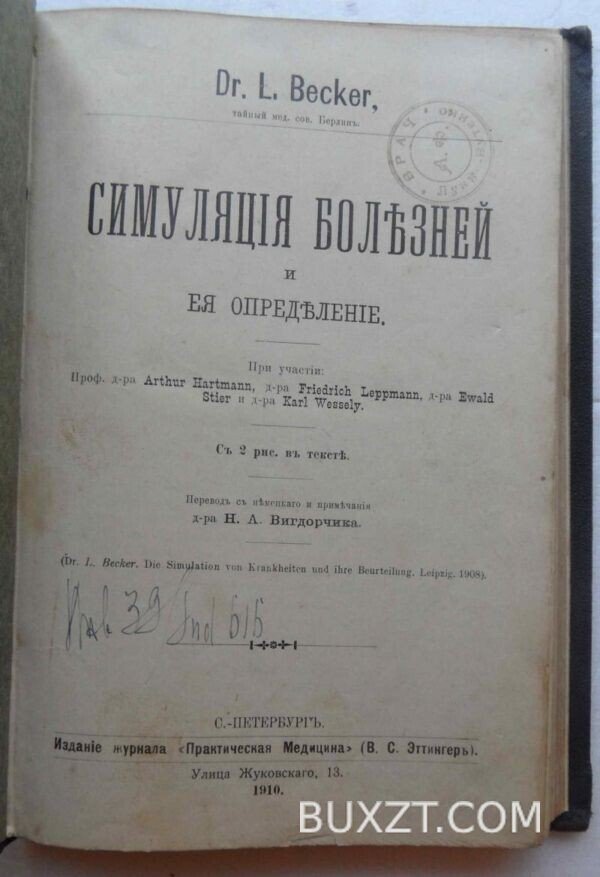 Dr. L. Becker,
тайный мед. сов. Берлинъ.
ВРАЧ
СИМУЛЯЦІЯ БОЛѢЗНЕЙ
и
ЕЯ ОПРЕДѢЛЕНІЕ.
При участіи:
Проф. д-ра Arthur Hartmann, д-ра Friedrich Leppmann, д-ра Ewald
Stier и д-ра Karl Wessely.
Съ 2 рис. въ текстѣ.
Переводъ съ нѣмецкаго и примѣчанія
д-ра Н. А. Вигдорчика.
(Dr. L. Becker. Die Simulation von Krankheiten und ihre Beurteilung. Leipzig. 1908).
39 Jnd 616
С.-ПЕТЕРБУРГЪ.
Изданіе журнала «Практическая Медицина» (В. С. Эттингеръ).
Улица Жуковскаго, 13.
1910.
BUXZT.COM